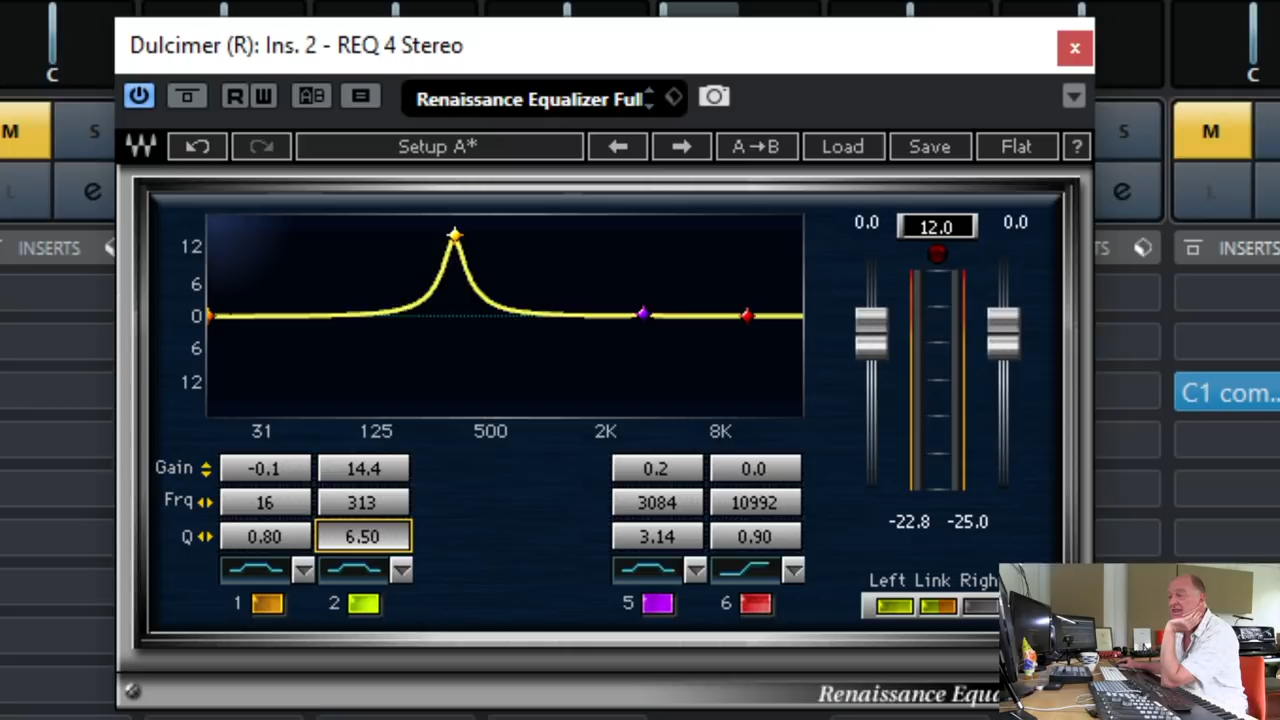 Dulcimer (R): Ins. 2 - REQ 4 Stereo
x
C
C
R W A B Renaissance Equalizer Full
M S S M
Setup A* A→B Load Save Flat ?
L e e L
0.0 12.0 0.0
INSERTS TS INSERTS
12
6
0
6
12
C1 com..
31 125 500 2K 8K
Gain -0.1 14.4 0.2 0.0
Frq 16 313 3084 10992
Q 0.80 6.50 3.14 0.90
-22.8 -25.0
Left Link Righ
1 2 5 6
Renaissance Equa